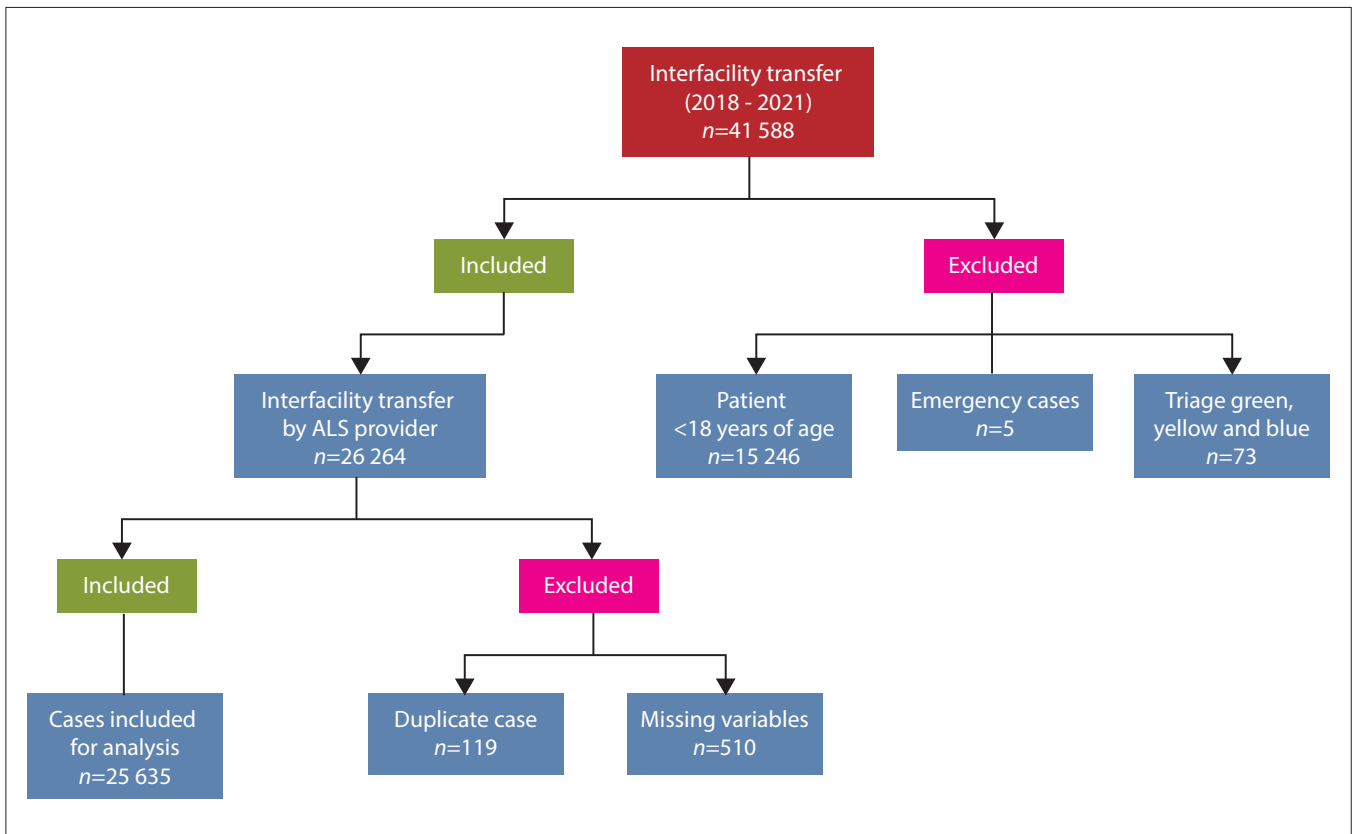 Interfacility transfer
(2018 - 2021)
n=41 588
Included
Excluded
Interfacility transfer
by ALS provider
n=26 264
Patient
<18 years of age
n=15 246
Emergency cases
n=5
Triage green,
yellow and blue
n=73
Included
Excluded
Cases included
for analysis
n=25 635
Duplicate case
n=119
Missing variables
n=510